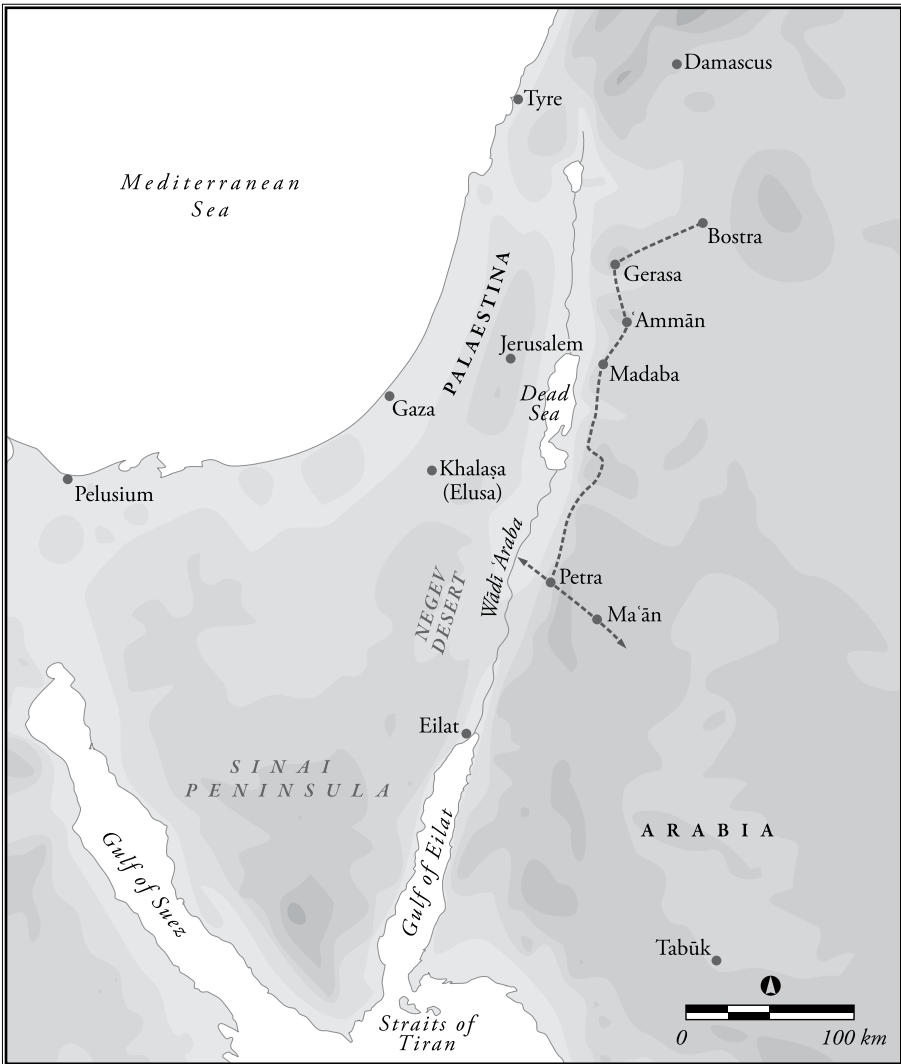 Damascus
Tyre
Mediterranean
Sea
Bostra
Gerasa
ʿAmmān
PALAESTINA
Jerusalem
Madaba
Dead
Sea
Gaza
Khalaṣa
(Elusa)
Pelusium
Wādī ʿAraba
Petra
NEGEV
DESERT
Maʿān
Eilat
SINAI
PENINSULA
ARABIA
Gulf of Suez
Gulf of Eilat
Tabūk
Straits of
Tiran
0 100 km